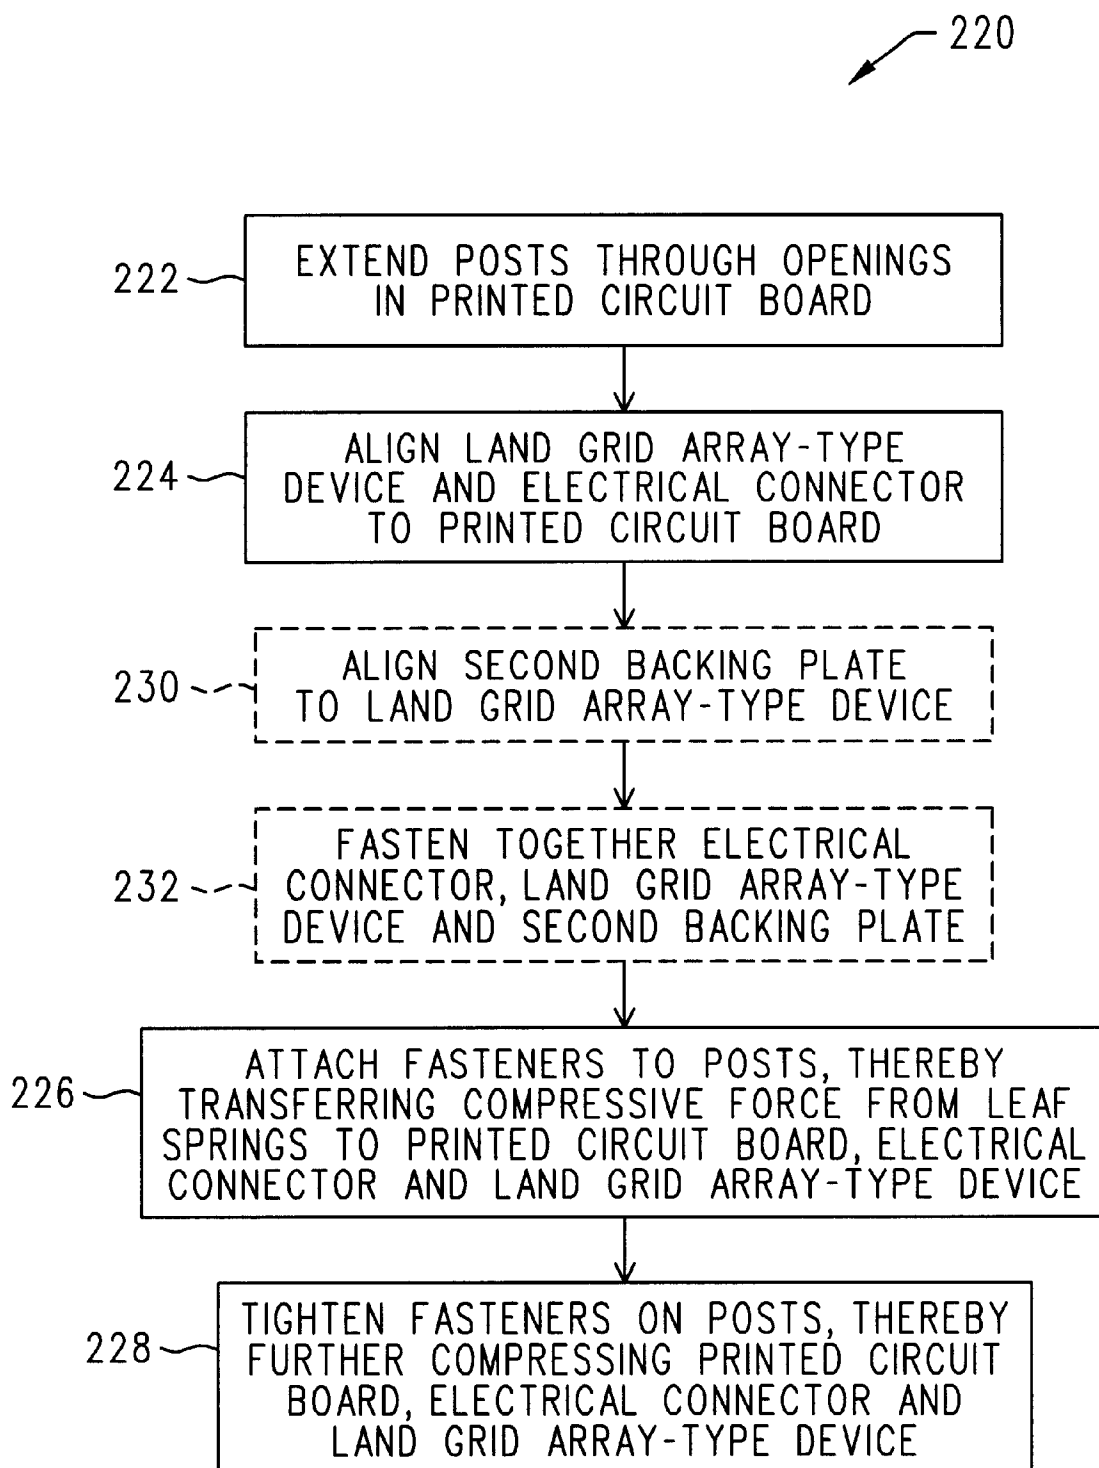 220
222
EXTEND POSTS THROUGH OPENINGS
IN PRINTED CIRCUIT BOARD
224
ALIGN LAND GRID ARRAY-TYPE
DEVICE AND ELECTRICAL CONNECTOR
TO PRINTED CIRCUIT BOARD
230
ALIGN SECOND BACKING PLATE
TO LAND GRID ARRAY-TYPE DEVICE
232
FASTEN TOGETHER ELECTRICAL
CONNECTOR, LAND GRID ARRAY-TYPE
DEVICE AND SECOND BACKING PLATE
226
ATTACH FASTENERS TO POSTS, THEREBY
TRANSFERRING COMPRESSIVE FORCE FROM LEAF
SPRINGS TO PRINTED CIRCUIT BOARD, ELECTRICAL
CONNECTOR AND LAND GRID ARRAY-TYPE DEVICE
228
TIGHTEN FASTENERS ON POSTS, THEREBY
FURTHER COMPRESSING PRINTED CIRCUIT
BOARD, ELECTRICAL CONNECTOR AND
LAND GRID ARRAY-TYPE DEVICE